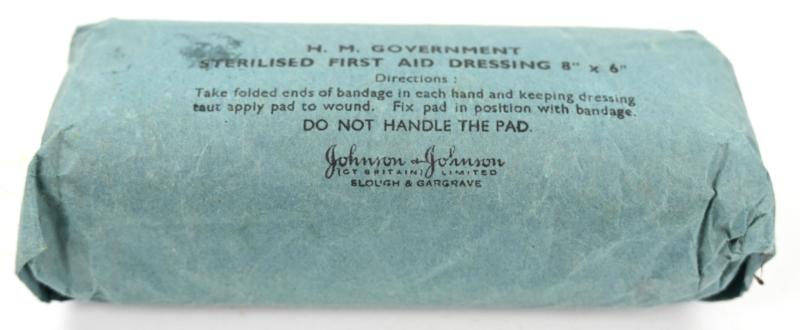 H. M. GOVERNMENT
STERILISED FIRST AID DRESSING 8" x 6"
Directions :
Take folded ends of bandage in each hand and keeping dressing
taut apply pad to wound. Fix pad in position with bandage.
DO NOT HANDLE THE PAD.
Johnson & Johnson
(GT BRITAIN) LIMITED
SLOUGH & GARGRAVE